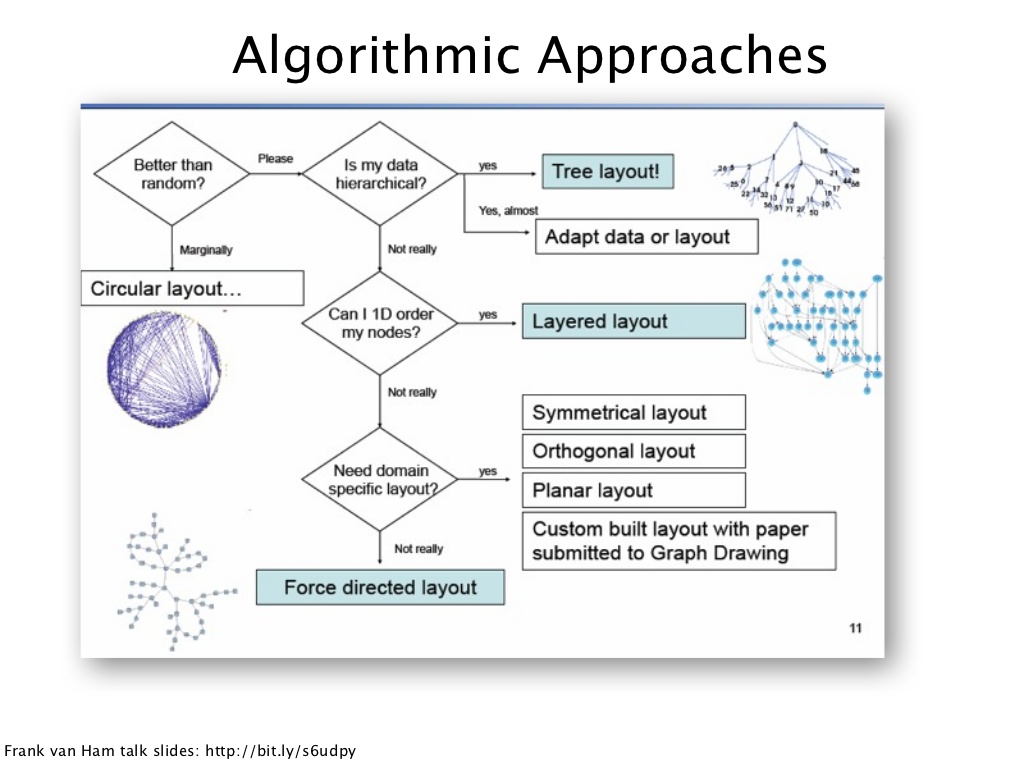 Algorithmic Approaches
Better than
random?
Please
Is my data
hierarchical?
yes
Tree layout!
Yes, almost
Adapt data or layout
Marginally
Not really
Circular layout...
Can I 1D order
my nodes?
yes
Layered layout
Not really
Symmetrical layout
Orthogonal layout
Need domain
specific layout?
yes
Planar layout
Custom built layout with paper
submitted to Graph Drawing
Not really
Force directed layout
11
Frank van Ham talk slides: http://bit.ly/s6udpy